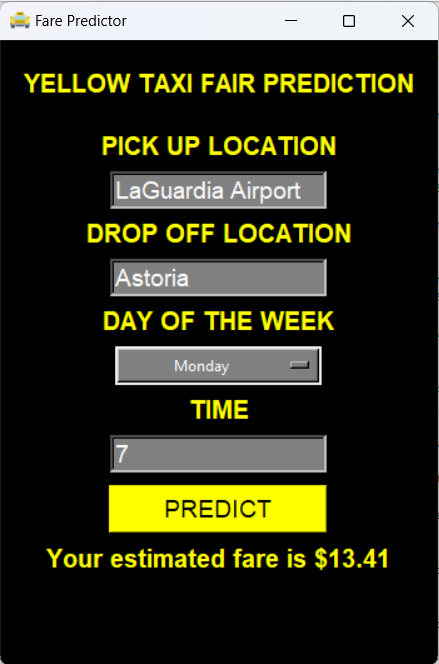 Fare Predictor
YELLOW TAXI FAIR PREDICTION
PICK UP LOCATION
LaGuardia Airport
DROP OFF LOCATION
Astoria
DAY OF THE WEEK
Monday
TIME
7
PREDICT
Your estimated fare is $13.41